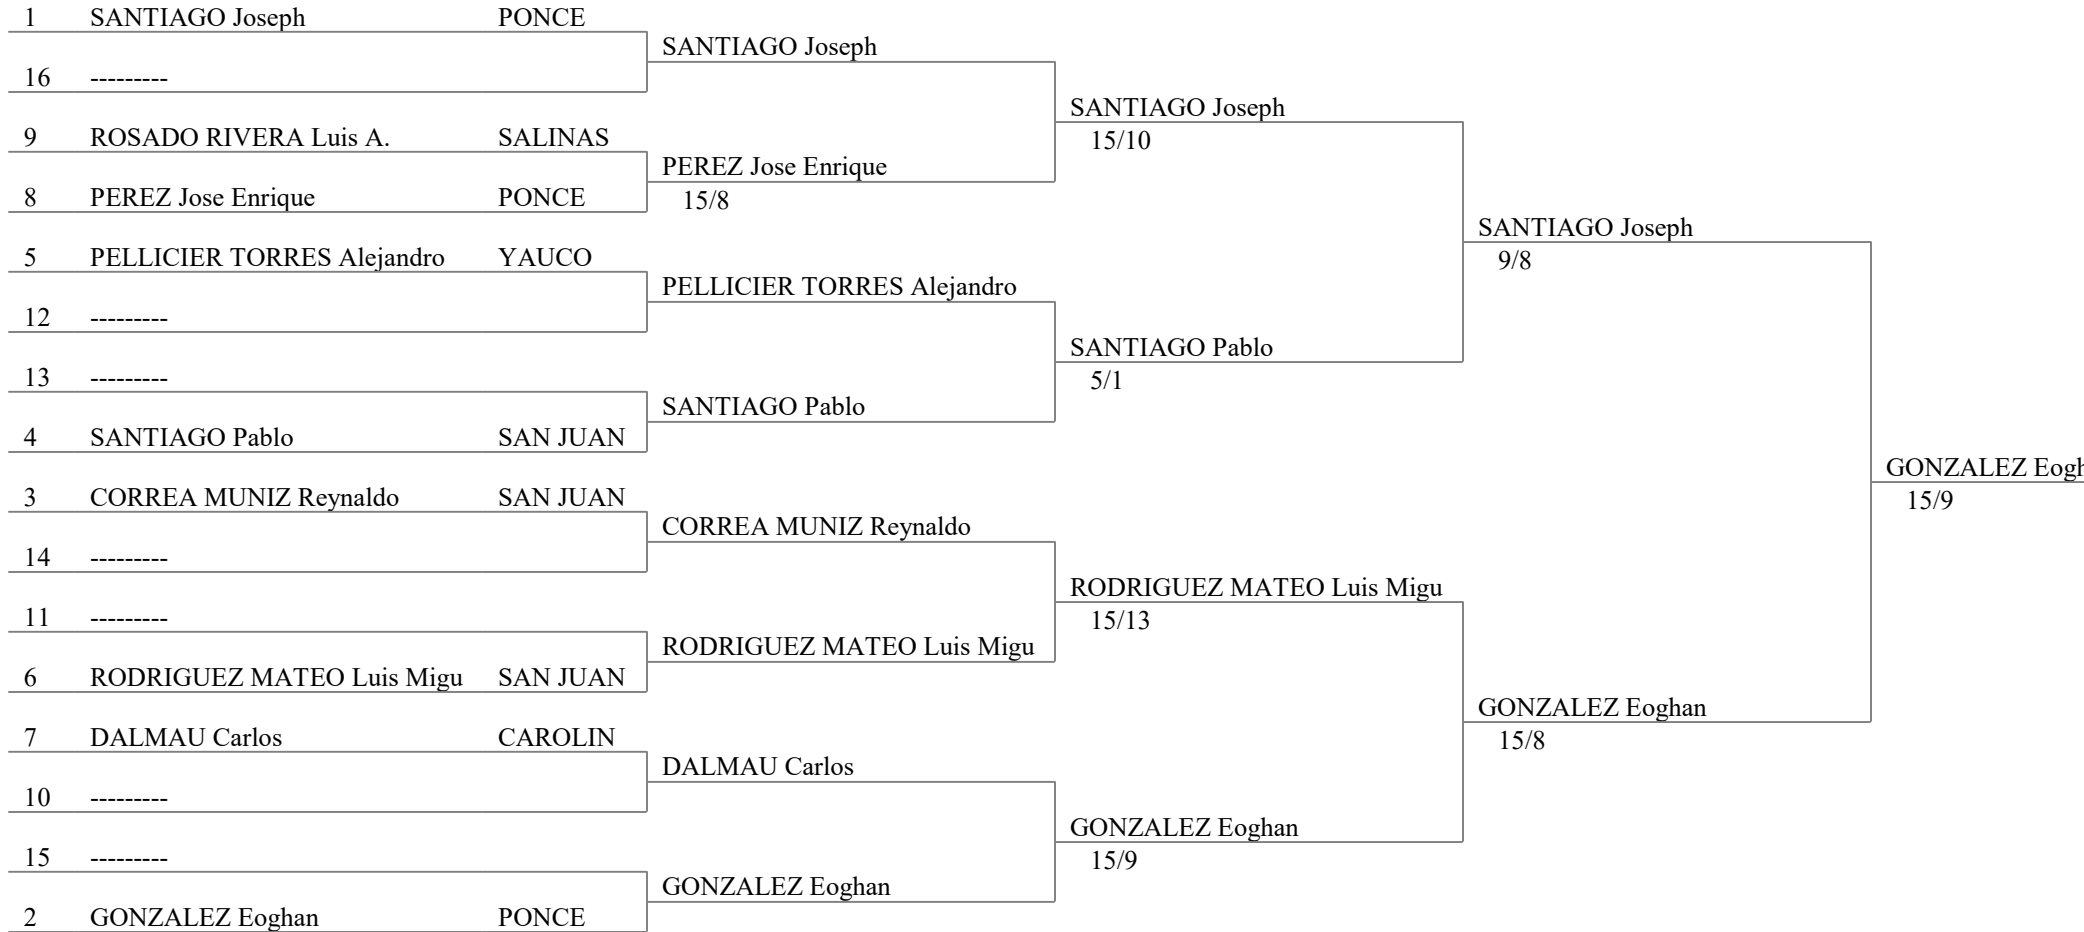 1 SANTIAGO Joseph PONCE
SANTIAGO Joseph
16 ---------
SANTIAGO Joseph
15/10
9 ROSADO RIVERA Luis A. SALINAS
PEREZ Jose Enrique
15/8
8 PEREZ Jose Enrique PONCE
SANTIAGO Joseph
9/8
5 PELLICIER TORRES Alejandro YAUCO
PELLICIER TORRES Alejandro
12 ---------
SANTIAGO Pablo
5/1
13 ---------
SANTIAGO Pablo
4 SANTIAGO Pablo SAN JUAN
GONZALEZ Eogh
15/9
3 CORREA MUNIZ Reynaldo SAN JUAN
CORREA MUNIZ Reynaldo
14 ---------
RODRIGUEZ MATEO Luis Migu
15/13
11 ---------
RODRIGUEZ MATEO Luis Migu
6 RODRIGUEZ MATEO Luis Migu SAN JUAN
GONZALEZ Eoghan
15/8
7 DALMAU Carlos CAROLIN
DALMAU Carlos
10 ---------
GONZALEZ Eoghan
15/9
15 ---------
GONZALEZ Eoghan
2 GONZALEZ Eoghan PONCE